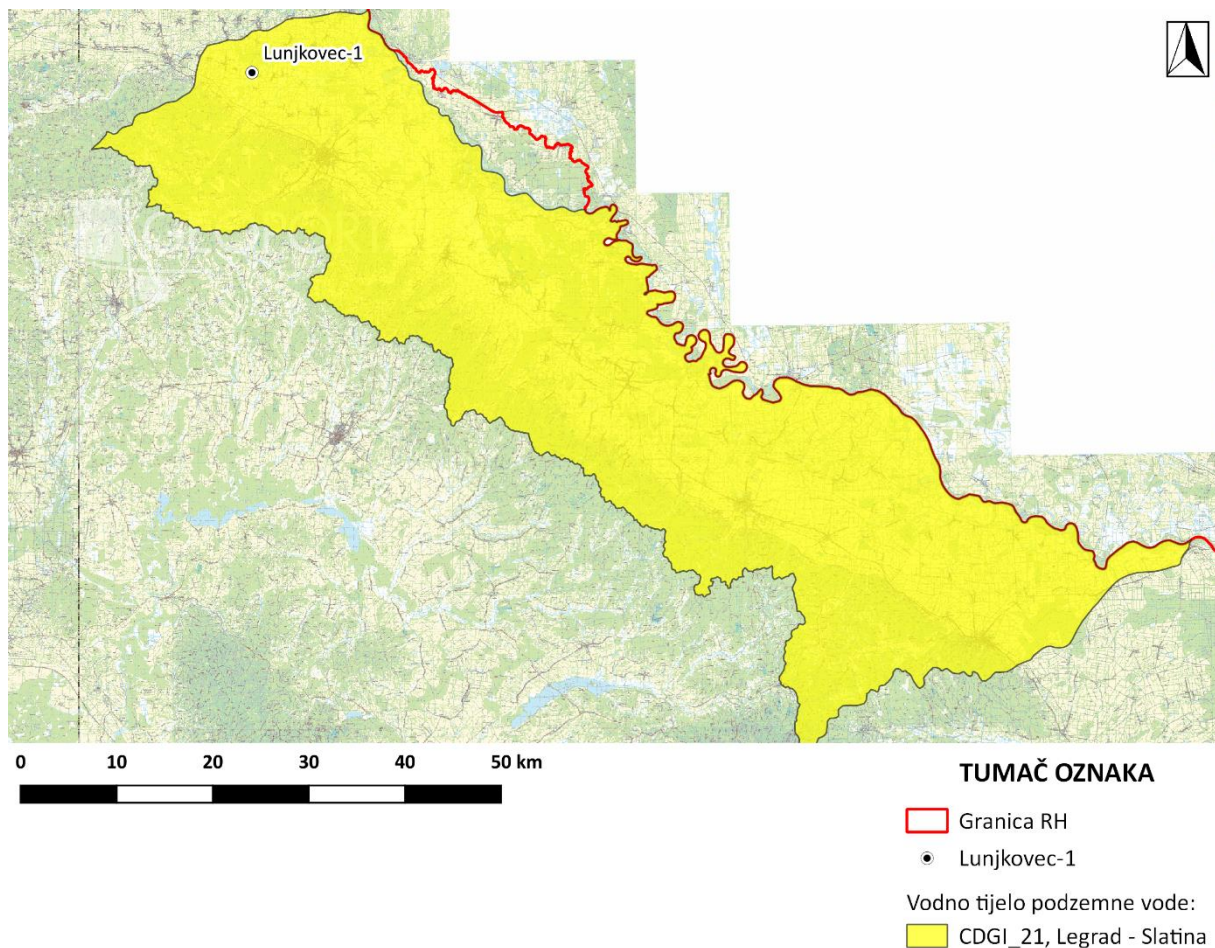 Lunjkovec-1
0 10 20 30 40 50 km
TUMAČ OZNAKA
Granica RH
Lunjkovec-1
Vodno tijelo podzemne vode:
CDGI_21, Legrad - Slatina